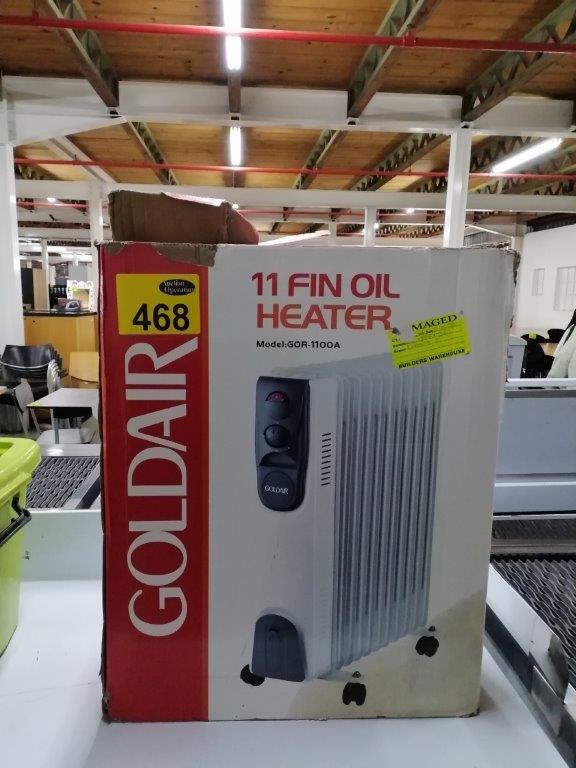 Auction
Operation
468
GOLDAIR
11 FIN OIL
HEATER
Model:GOR-1100A
MAGED
BUILDERS WAREHOUSE
GOLDAIR